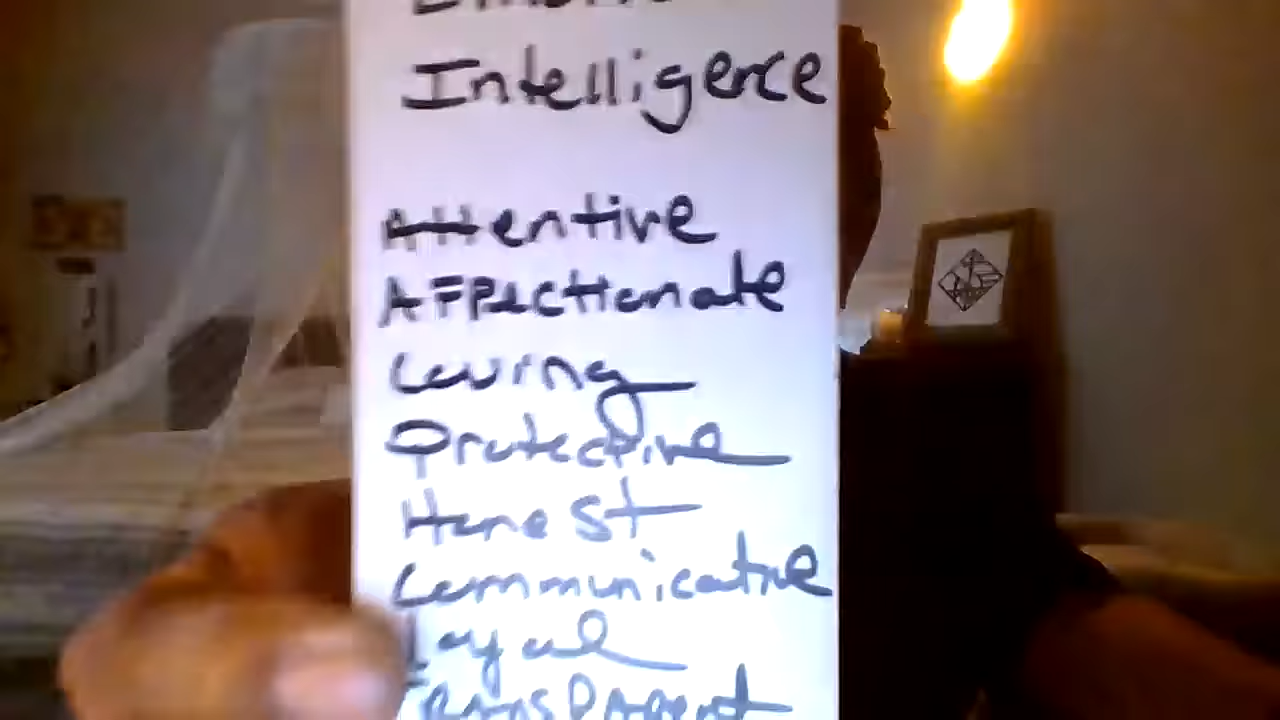 Intelligence
Attentive
Affectionate
Loving
Protective
Honest
Communicative
Loyal
Transparent